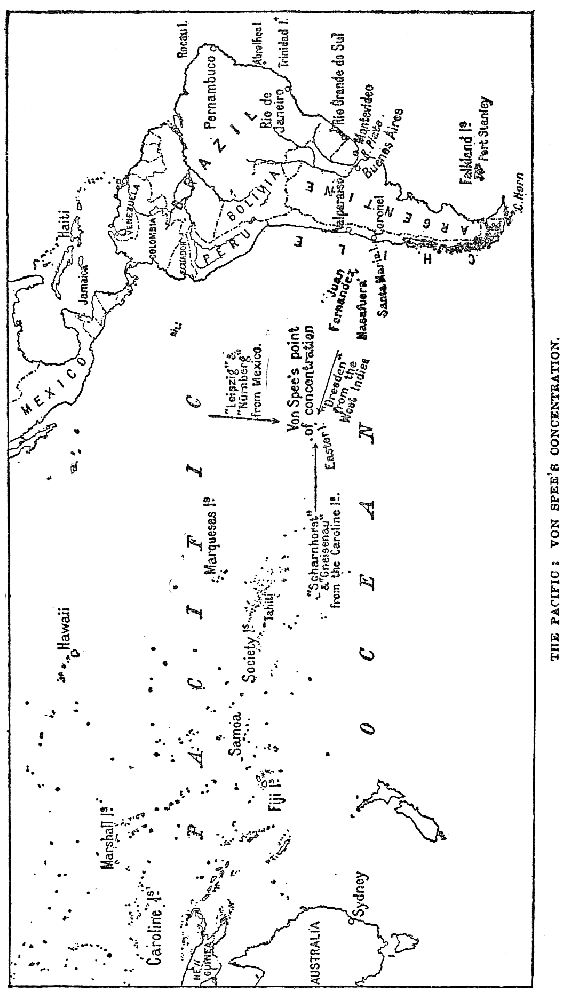 MEXICO
Haiti
Jamaica
VENEZUELA
COLOMBIA
ECUADOR
PERU
BRAZIL
BOLIVIA
Rocas I.
Pernambuco
Trinidad I.
Rio de
Janeiro
Rio Grande do Sul
Montevideo
R. Plate
Buenos Aires
ARGENTINE
CHILE
Valparaiso
Coronel
Santa Maria I.
Juan
Fernandez
Masafuera
Falkland Is
Port Stanley
C. Horn
"Leipzig" &
"Nürnberg"
from Mexico.
Von Spee's point
of concentration
"Dresden"
from the
West Indies
Easter I.
"Scharnhorst"
& "Gneisenau"
from the Caroline Is.
PACIFIC
OCEAN
Hawaii
Marquesas Is
Society Is
Tahiti
Samoa
Fiji Is
Marshall Is
Caroline Is
NEW
GUINEA
AUSTRALIA
Sydney
THE PACIFIC: VON SPEE'S CONCENTRATION.